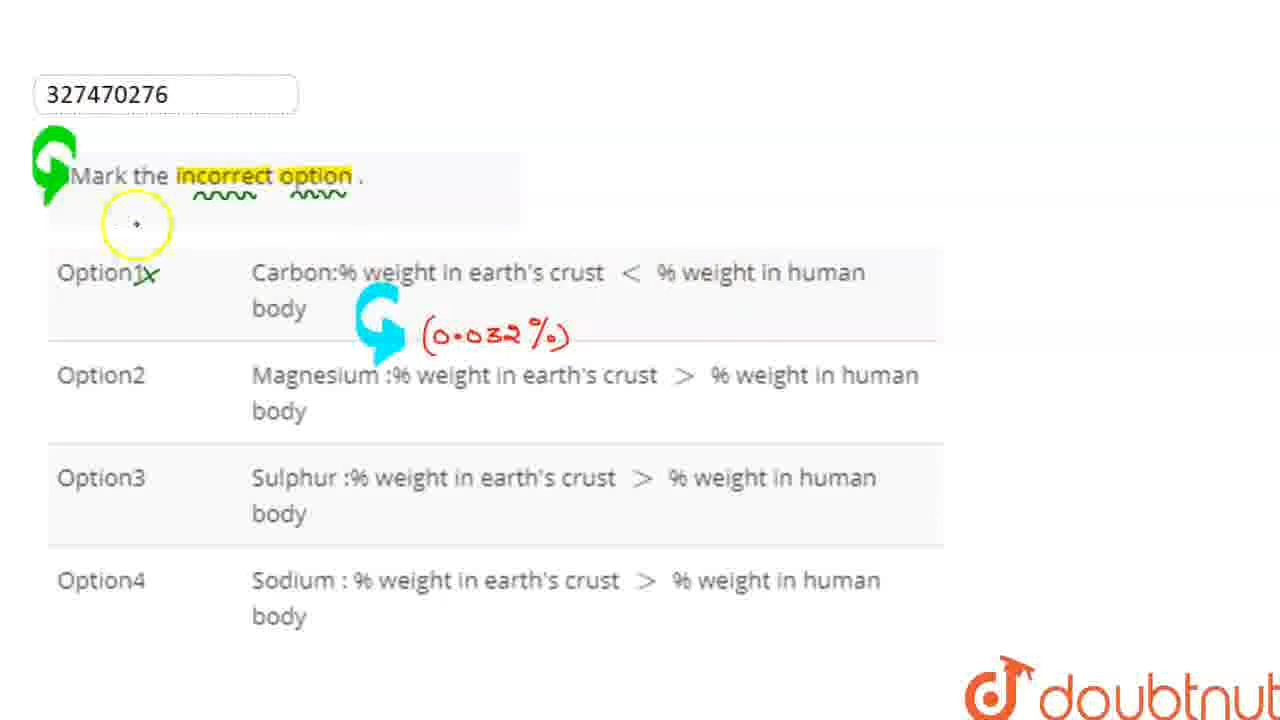 327470276
Mark the incorrect option .
Option1x Carbon:% weight in earth's crust < % weight in human
body
(0.032%)
Option2 Magnesium :% weight in earth's crust > % weight in human
body
Option3 Sulphur :% weight in earth's crust > % weight in human
body
Option4 Sodium : % weight in earth's crust > % weight in human
body
doubtnut